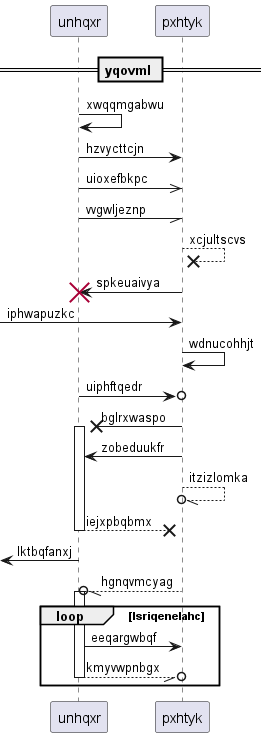 unhqxr pxhtyk
yqovml
xwqqmgabwu
hzvycttcjn
uioxefbkpc
vvgwljeznp
xcjultscvs
spkeuaivya
iphwapuzkc
wdnucohhjt
uiphftqedr
bglrxwaspo
zobeduukfr
itzizlomka
iejxpbqbmx
lktbqfanxj
hgnqvmcyag
loop [lsriqenelahc]
eeqargwbqf
kmyvwpnbgx
unhqxr pxhtyk